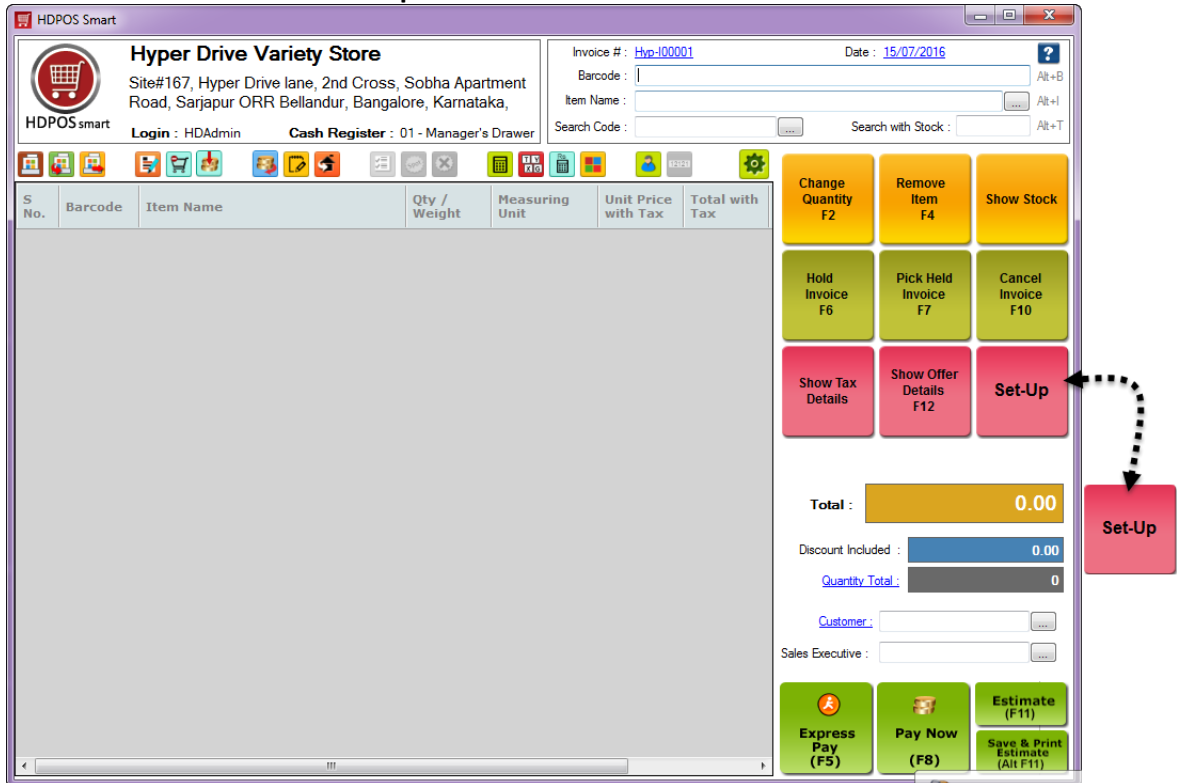 HDPOS Smart
Hyper Drive Variety Store
Site#167, Hyper Drive lane, 2nd Cross, Sobha Apartment
Road, Sarjapur ORR Bellandur, Bangalore, Karnataka,
HDPOS smart
Login : HDAdmin Cash Register : 01 - Manager's Drawer
Invoice # : Hyp-I00001 Date : 15/07/2016 ?
Barcode : Alt+B
Item Name : ... Alt+I
Search Code : ... Search with Stock : Alt+T
S No. Barcode Item Name Qty / Weight Measuring Unit Unit Price with Tax Total with Tax
Change
Quantity
F2
Remove
Item
F4
Show Stock
Hold
Invoice
F6
Pick Held
Invoice
F7
Cancel
Invoice
F10
Show Tax
Details
Show Offer
Details
F12
Set-Up
Set-Up
Total : 0.00
Discount Included : 0.00
Quantity Total : 0
Customer : ...
Sales Executive : ...
Express
Pay
(F5)
Pay Now
(F8)
Estimate
(F11)
Save & Print
Estimate
(Alt F11)